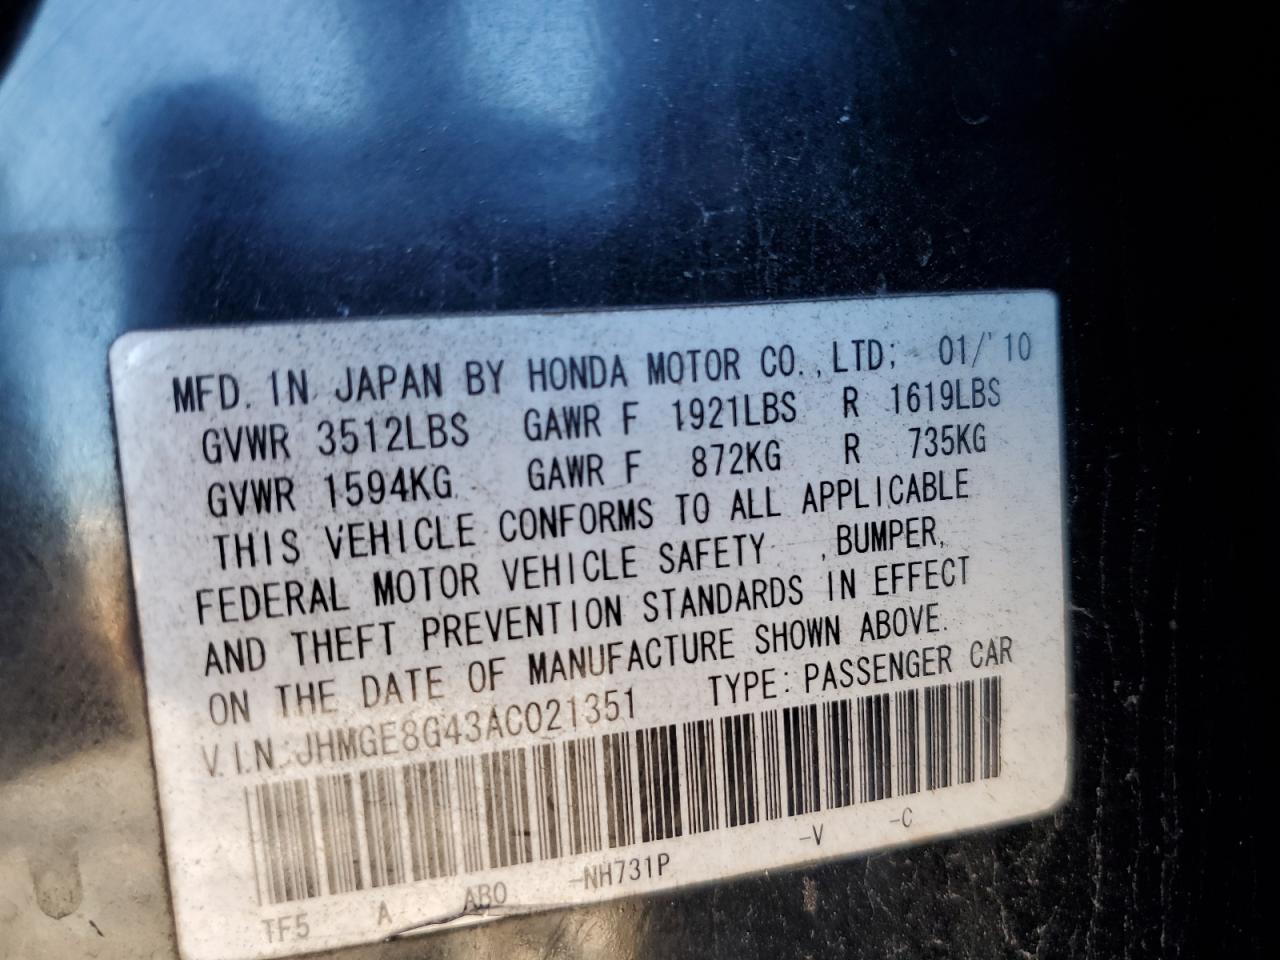 MFD. IN JAPAN BY HONDA MOTOR CO.,LTD; 01/'10
GVWR 3512LBS GAWR F 1921LBS R 1619LBS
GVWR 1594KG GAWR F 872KG R 735KG
THIS VEHICLE CONFORMS TO ALL APPLICABLE
FEDERAL MOTOR VEHICLE SAFETY ,BUMPER,
AND THEFT PREVENTION STANDARDS IN EFFECT
ON THE DATE OF MANUFACTURE SHOWN ABOVE.
V.I.N.:JHMGE8G43AC021351 TYPE:PASSENGER CAR
TF5 A AB0 -NH731P -V -C